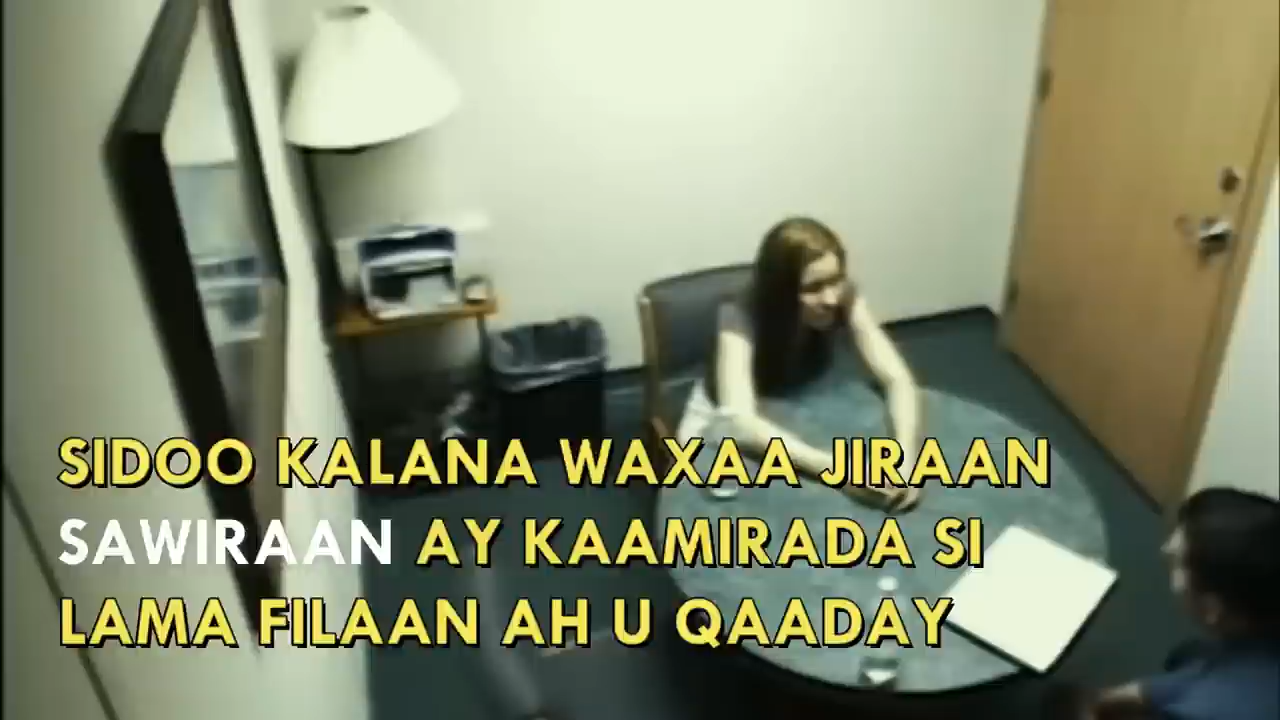 SIDOO KALANA WAXAA JIRAAN
SAWIRAAN AY KAAMIRADA SI
LAMA FILAAN AH U QAADAY